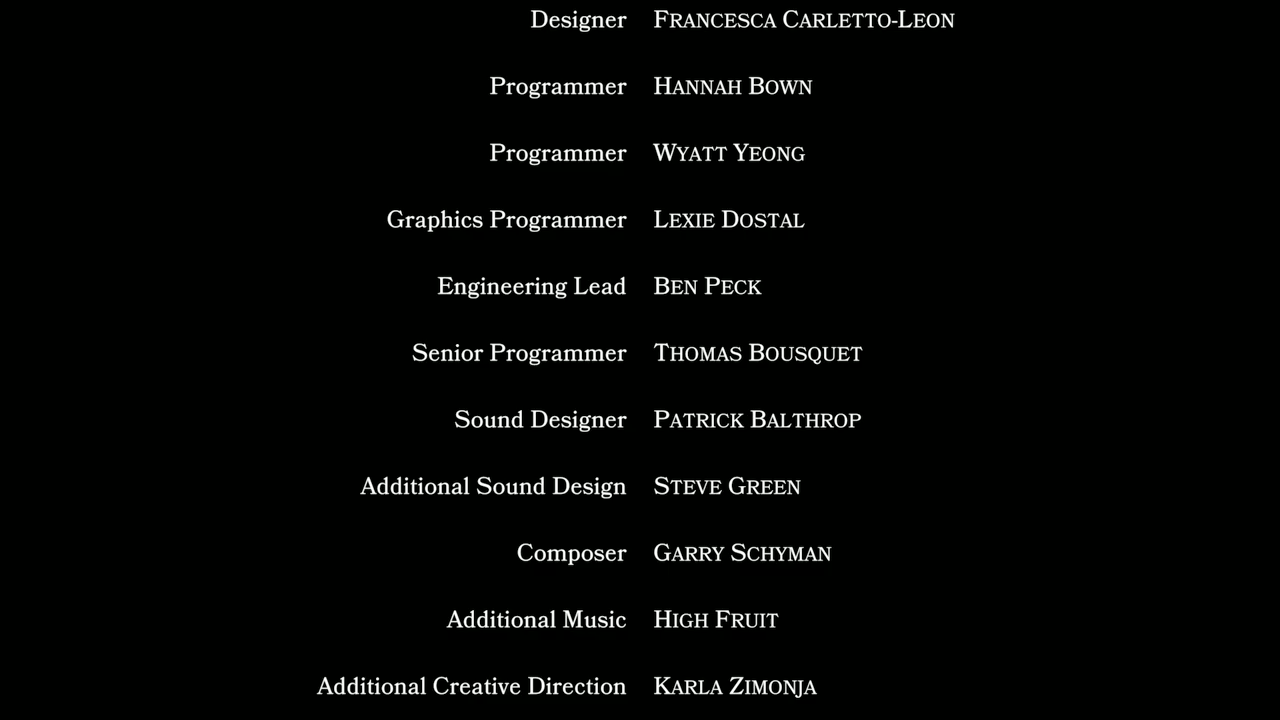 Designer FRANCESCA CARLETTO-LEON
Programmer HANNAH BOWN
Programmer WYATT YEONG
Graphics Programmer LEXIE DOSTAL
Engineering Lead BEN PECK
Senior Programmer THOMAS BOUSQUET
Sound Designer PATRICK BALTHROP
Additional Sound Design STEVE GREEN
Composer GARRY SCHYMAN
Additional Music HIGH FRUIT
Additional Creative Direction KARLA ZIMONJA